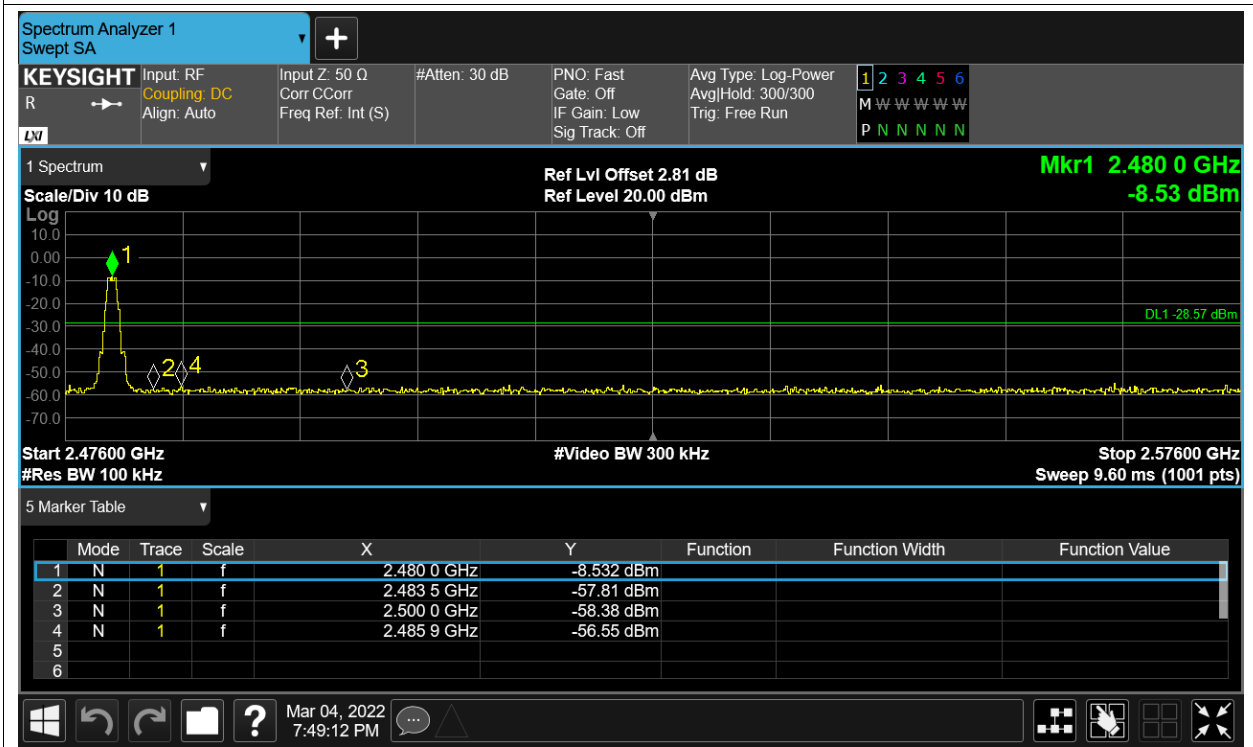 Spectrum Analyzer 1
Swept SA
KEYSIGHT Input: RF Input Z: 50 Ω #Atten: 30 dB PNO: Fast Avg Type: Log-Power 1 2 3 4 5 6
R Coupling: DC Corr CCorr Gate: Off Avg|Hold: 300/300 M W W W W W
Align: Auto Freq Ref: Int (S) IF Gain: Low Trig: Free Run
LXI Sig Track: Off P N N N N N
1 Spectrum Ref Lvl Offset 2.81 dB Mkr1 2.480 0 GHz
Scale/Div 10 dB Ref Level 20.00 dBm -8.53 dBm
Log
10.0
0.00
-10.0
-20.0
-30.0
-40.0
-50.0
-60.0
-70.0
1
2
4
3
DL1 -28.57 dBm
Start 2.47600 GHz #Video BW 300 kHz Stop 2.57600 GHz
#Res BW 100 kHz Sweep 9.60 ms (1001 pts)
5 Marker Table
Mode Trace Scale X Y Function Function Width Function Value
1 N 1 f 2.480 0 GHz -8.532 dBm
2 N 1 f 2.483 5 GHz -57.81 dBm
3 N 1 f 2.500 0 GHz -58.38 dBm
4 N 1 f 2.485 9 GHz -56.55 dBm
5
6
? Mar 04, 2022
7:49:12 PM